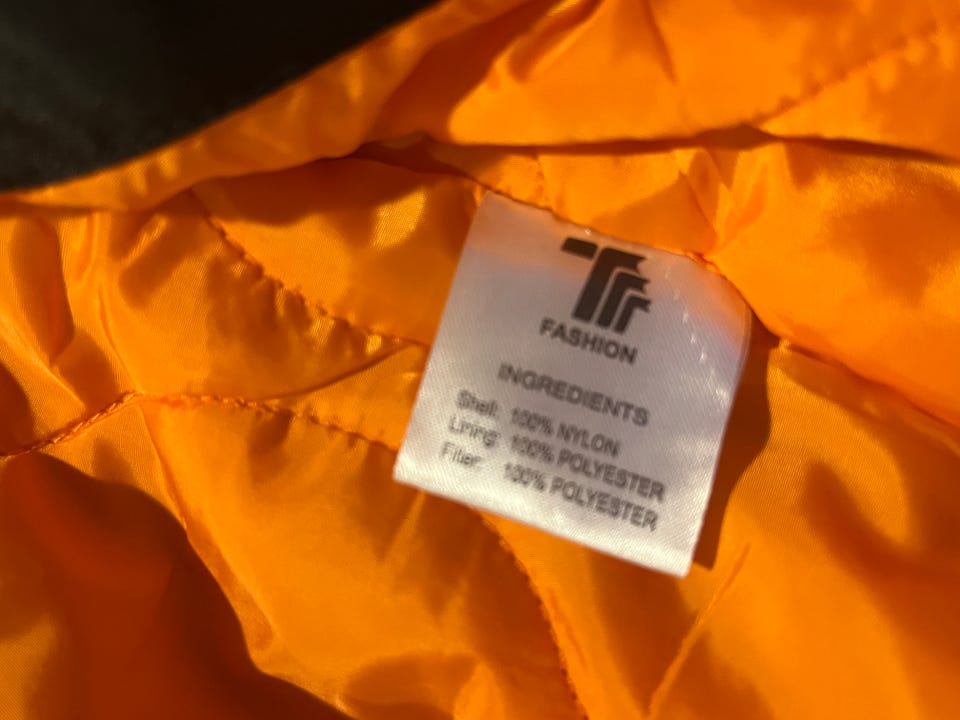 FASHION
INGREDIENTS
Shell: 100% NYLON
Lining: 100% POLYESTER
Filler: 100% POLYESTER